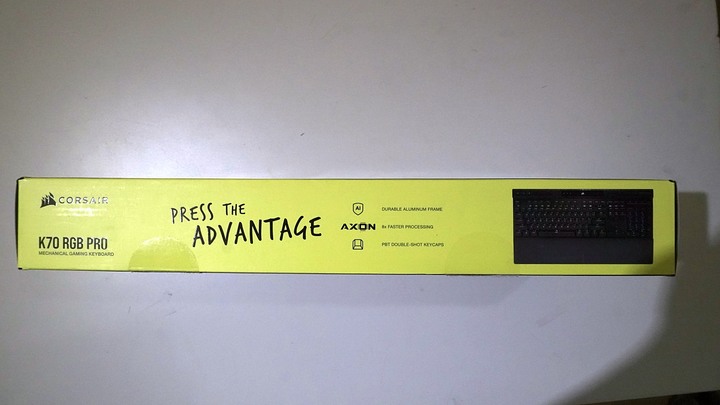 CORSAIR
K70 RGB PRO
MECHANICAL GAMING KEYBOARD
PRESS THE
ADVANTAGE
Al
DURABLE ALUMINUM FRAME
AXON
8x FASTER PROCESSING
PBT DOUBLE-SHOT KEYCAPS